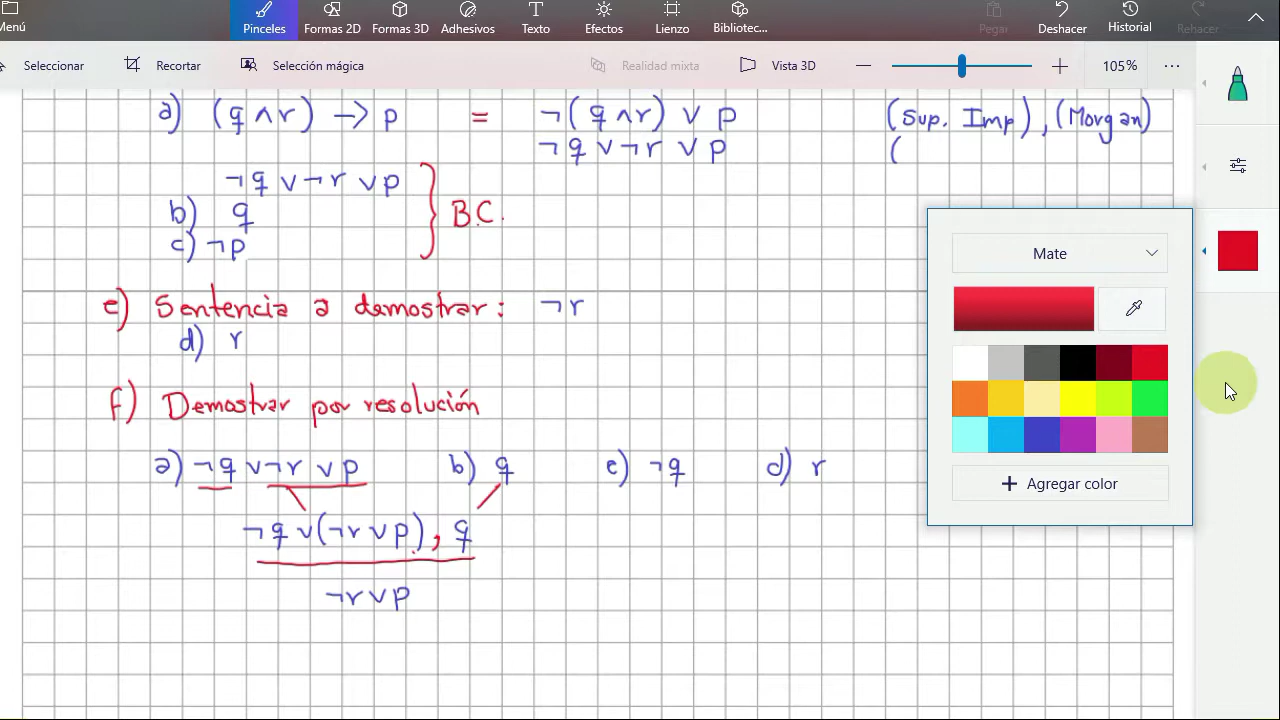 Menú Pinceles Formas 2D Formas 3D Adhesivos Texto Efectos Lienzo Bibliotec... Pegar Deshacer Historial Rehacer
Seleccionar Recortar Selección mágica Realidad mixta Vista 3D 105% ...
a) (q ∧ r) → p = ¬(q ∧ r) ∨ p (Sup. Imp), (Morgan)
¬q ∨ ¬r ∨ p (
¬q ∨ ¬r ∨ p
b) q B.C.
c) ¬p
e) Sentencia a demostrar: ¬r
d) r
f) Demostrar por resolución
a) ¬q ∨ ¬r ∨ p b) q c) ¬q d) r
¬q ∨ (¬r ∨ p), q
¬r ∨ p
Mate
Agregar color